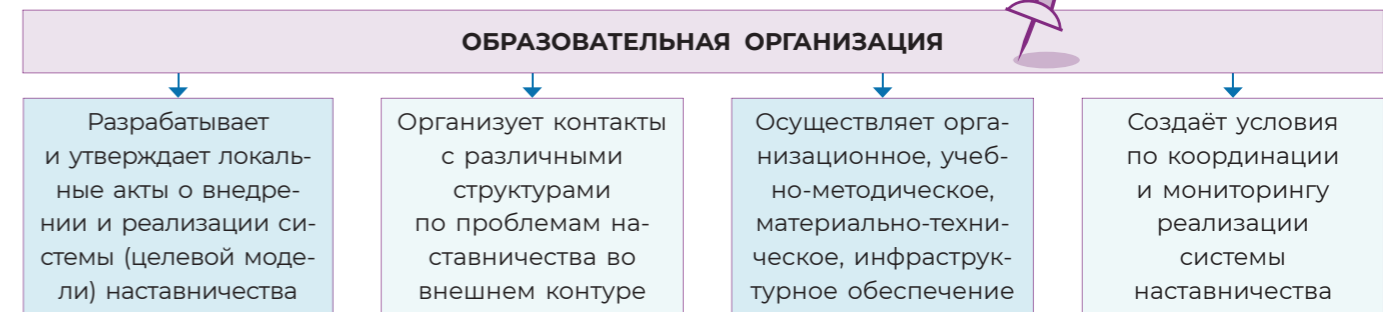 ОБРАЗОВАТЕЛЬНАЯ ОРГАНИЗАЦИЯ
Разрабатывает
и утверждает локаль-
ные акты о внедре-
нии и реализации си-
стемы (целевой моде-
ли) наставничества
Организует контакты
с различными
структурами
по проблемам на-
ставничества во
внешнем контуре
Осуществляет орга-
низационное, учеб-
но-методическое,
материально-техни-
ческое, инфраструк-
турное обеспечение
Создаёт условия
по координации
и мониторингу
реализации
системы
наставничества